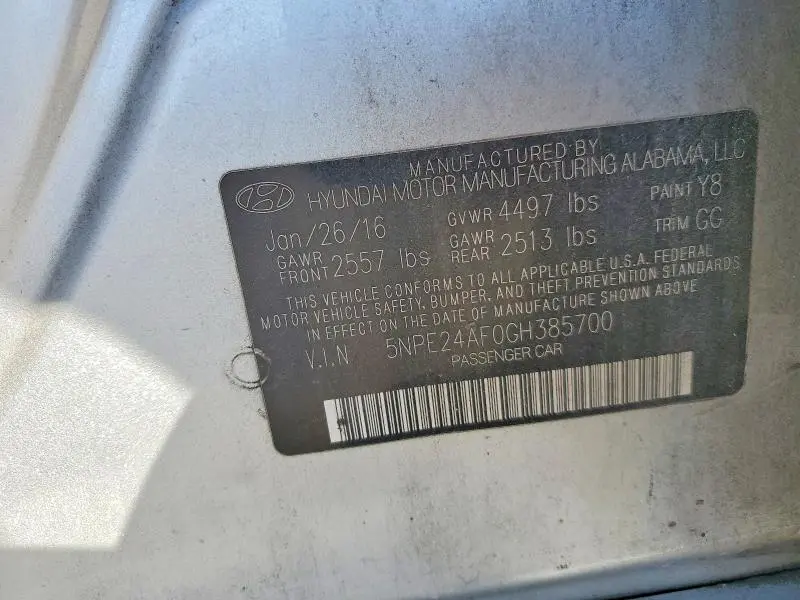 MANUFACTURED BY
HYUNDAI MOTOR MANUFACTURING ALABAMA, LLC
Jan/26/16 GVWR 4497 lbs PAINT Y8
GAWR FRONT 2557 lbs GAWR REAR 2513 lbs TRIM GG
THIS VEHICLE CONFORMS TO ALL APPLICABLE U.S.A. FEDERAL
MOTOR VEHICLE SAFETY, BUMPER, AND THEFT PREVENTION STANDARDS
IN EFFECT ON THE DATE OF MANUFACTURE SHOWN ABOVE
V.I.N 5NPE24AF0GH385700
PASSENGER CAR